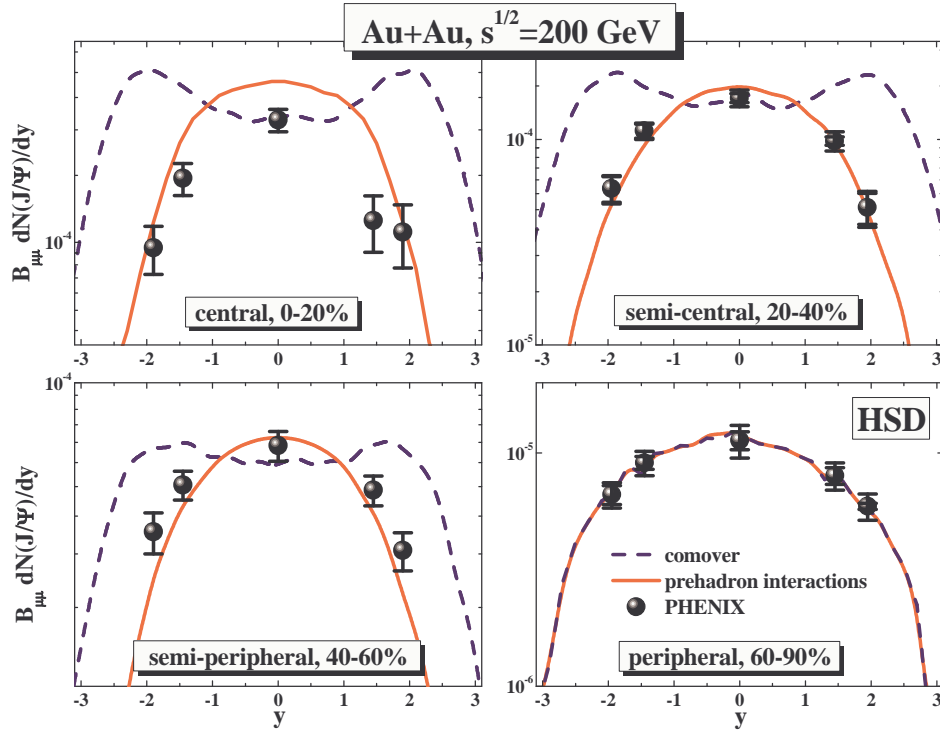 Au+Au, s^1/2=200 GeV
B_μμ dN(J/Ψ)/dy
10^-4
central, 0-20%
-3 -2 -1 0 1 2 3
10^-4
10^-5
semi-central, 20-40%
-3 -2 -1 0 1 2 3
B_μμ dN(J/Ψ)/dy
10^-4
semi-peripheral, 40-60%
-3 -2 -1 0 1 2 3
y
HSD
10^-5
10^-6
comover
prehadron interactions
PHENIX
peripheral, 60-90%
-3 -2 -1 0 1 2 3
y